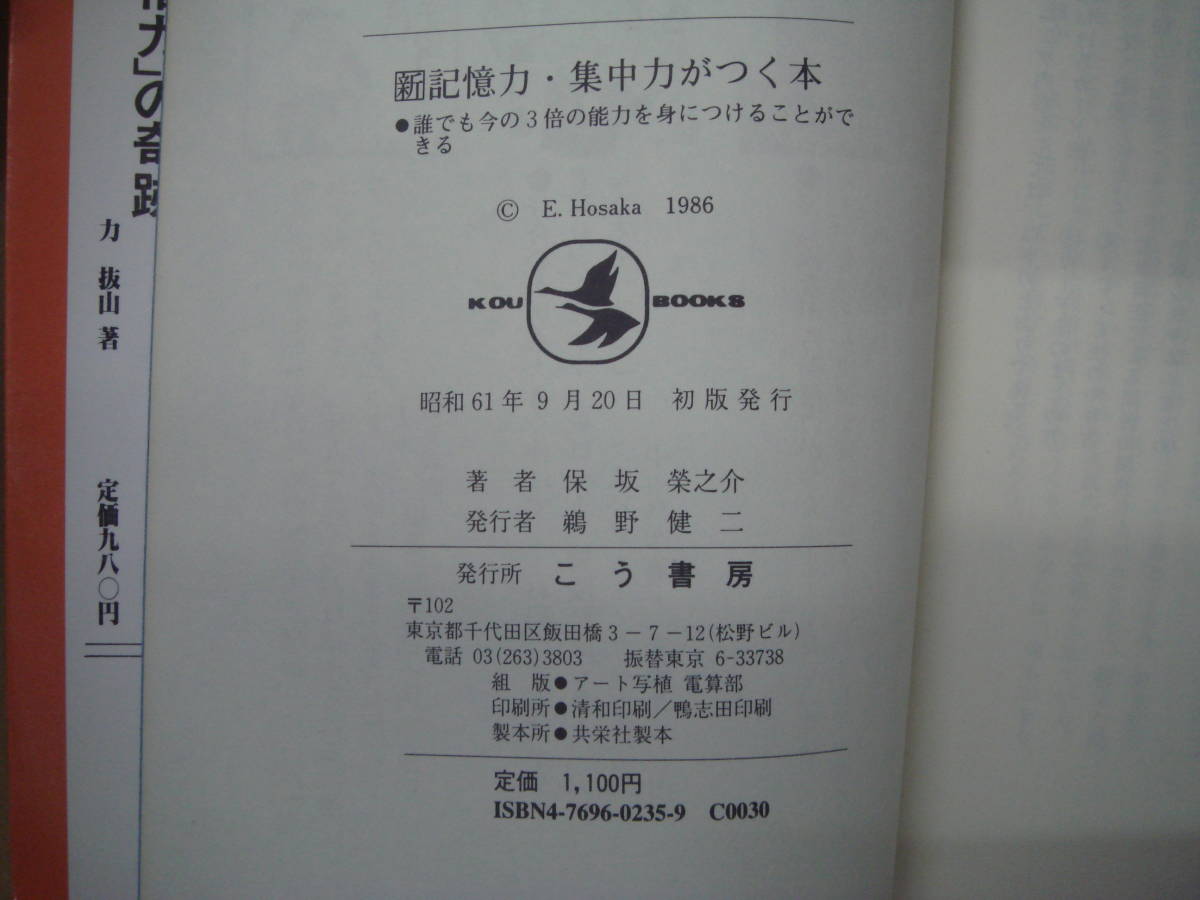 新記憶力・集中力がつく本
●誰でも今の3倍の能力を身につけることがで
きる
© E. Hosaka 1986
KOU BOOKS
昭和61年9月20日 初版発行
著者 保坂 榮之介
発行者 鵜野健二
発行所 こう書房
〒102
東京都千代田区飯田橋3-7-12(松野ビル)
電話 03(263)3803 振替東京 6-33738
組版●アート写植 電算部
印刷所●清和印刷/鴨志田印刷
製本所●共栄社製本
定価 1,100円
ISBN4-7696-0235-9 C0030
力」の奇跡
力 抜山 著
定価九八〇円